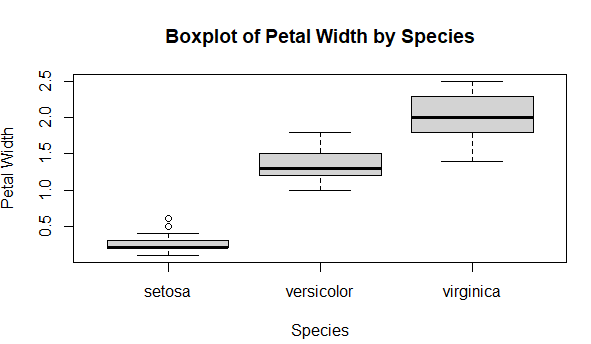 Boxplot of Petal Width by Species
Petal Width
2.5
2.0
1.5
1.0
0.5
setosa versicolor virginica
Species